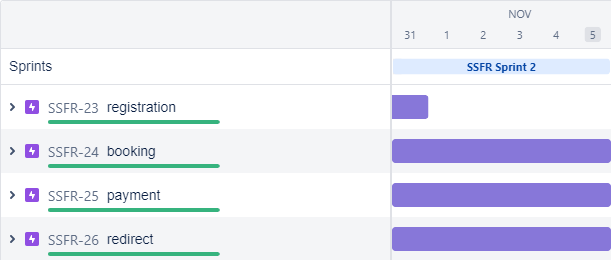 NOV
31 1 2 3 4 5
Sprints
SSFR Sprint 2
SSFR-23 registration
SSFR-24 booking
SSFR-25 payment
SSFR-26 redirect